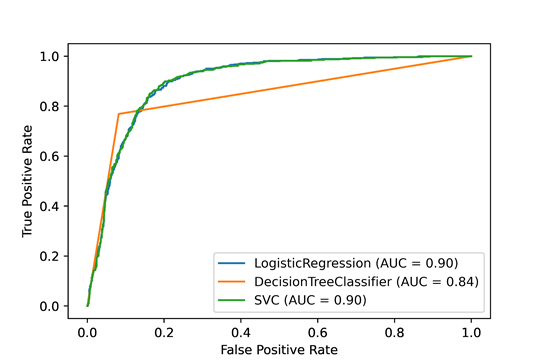 1.0
0.8
0.6
0.4
0.2
0.0
True Positive Rate
LogisticRegression (AUC = 0.90)
DecisionTreeClassifier (AUC = 0.84)
SVC (AUC = 0.90)
0.0 0.2 0.4 0.6 0.8 1.0
False Positive Rate